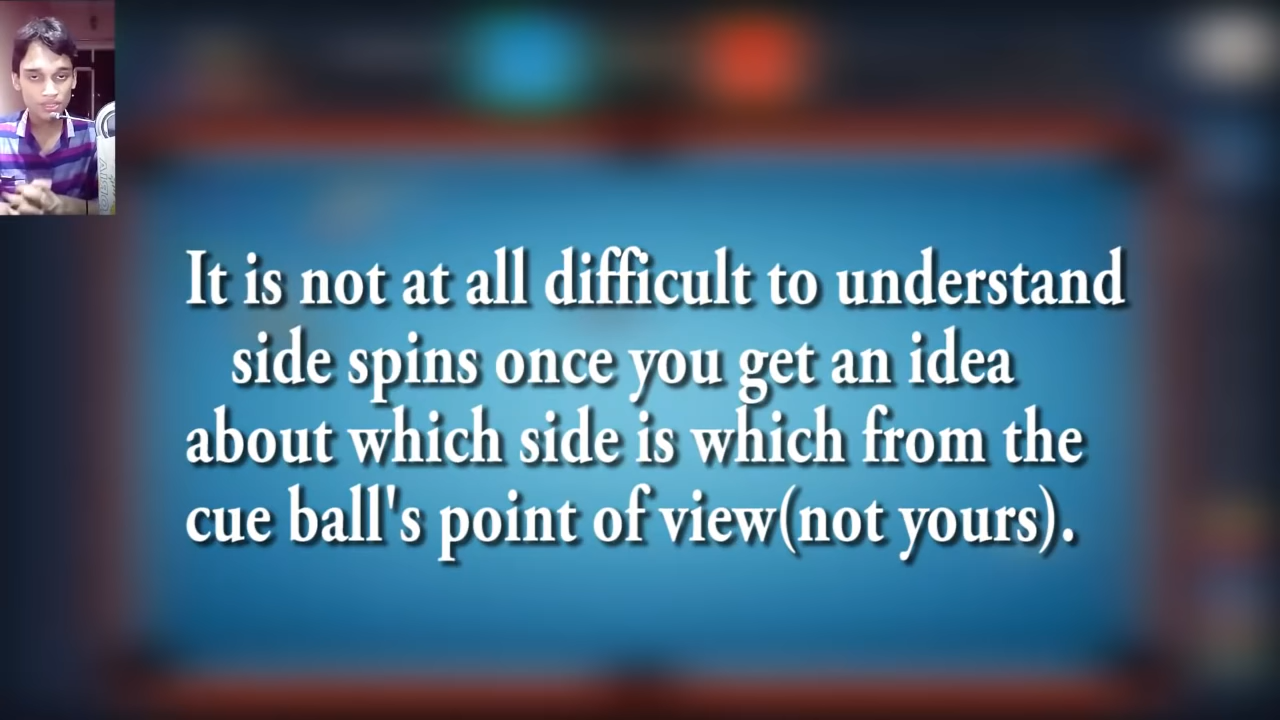 It is not at all difficult to understand
side spins once you get an idea
about which side is which from the
cue ball's point of view(not yours).